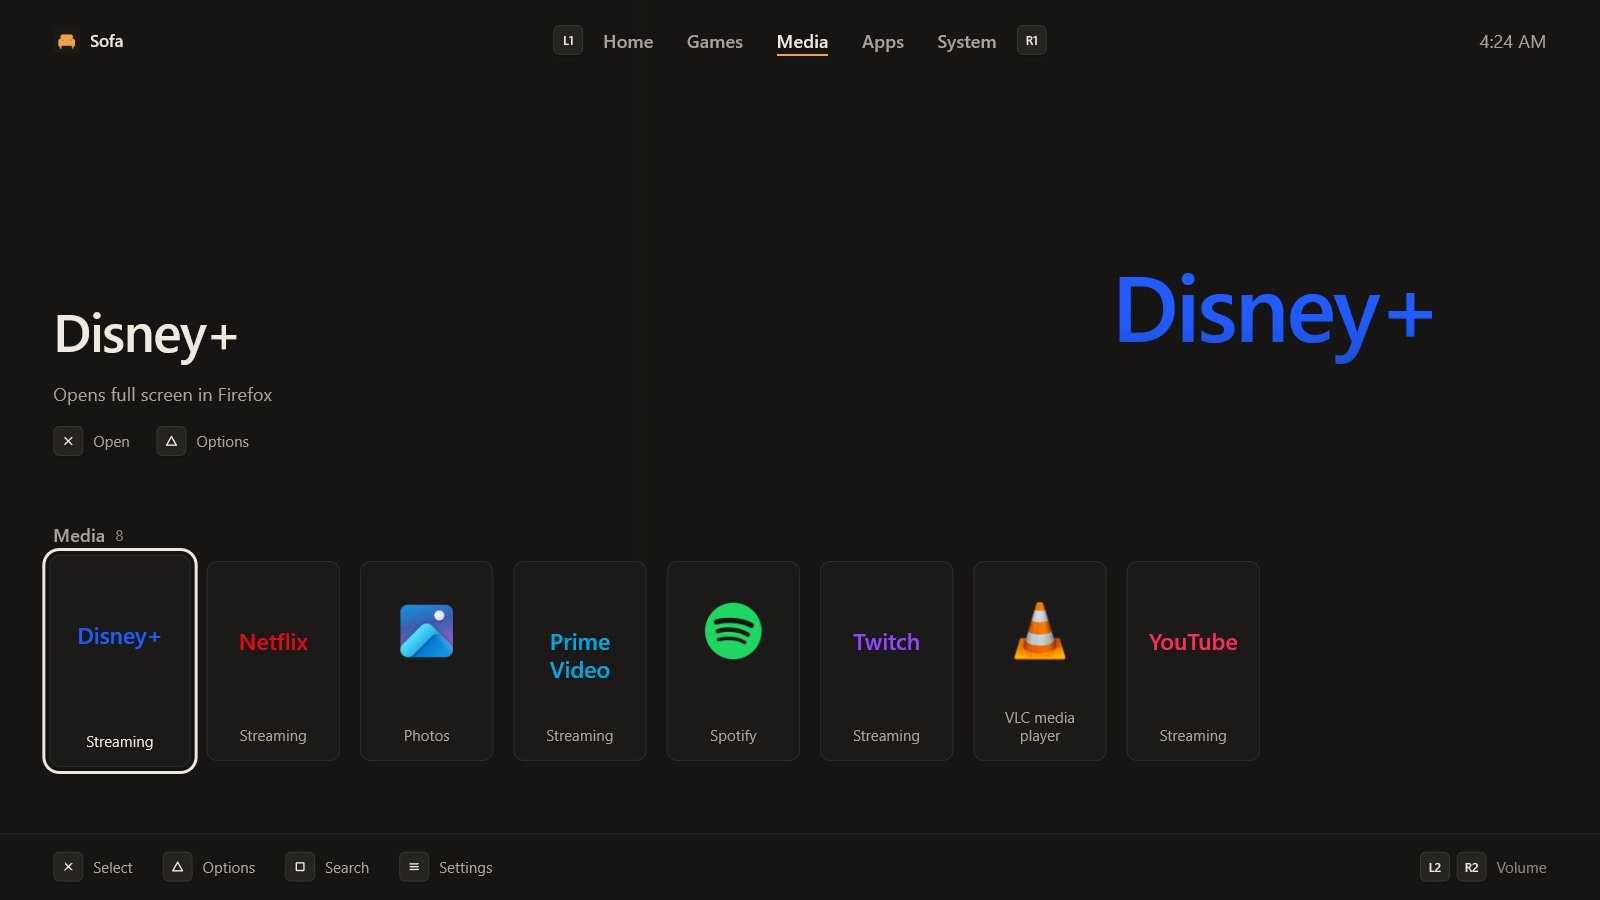 Sofa
L1 Home Games Media Apps System R1
4:24 AM
Disney+
Disney+
Opens full screen in Firefox
Open Options
Media 8
Disney+
Streaming
Netflix
Streaming
Photos
Prime
Video
Streaming
Spotify
Twitch
Streaming
VLC media
player
YouTube
Streaming
Select Options Search Settings
L2 R2 Volume